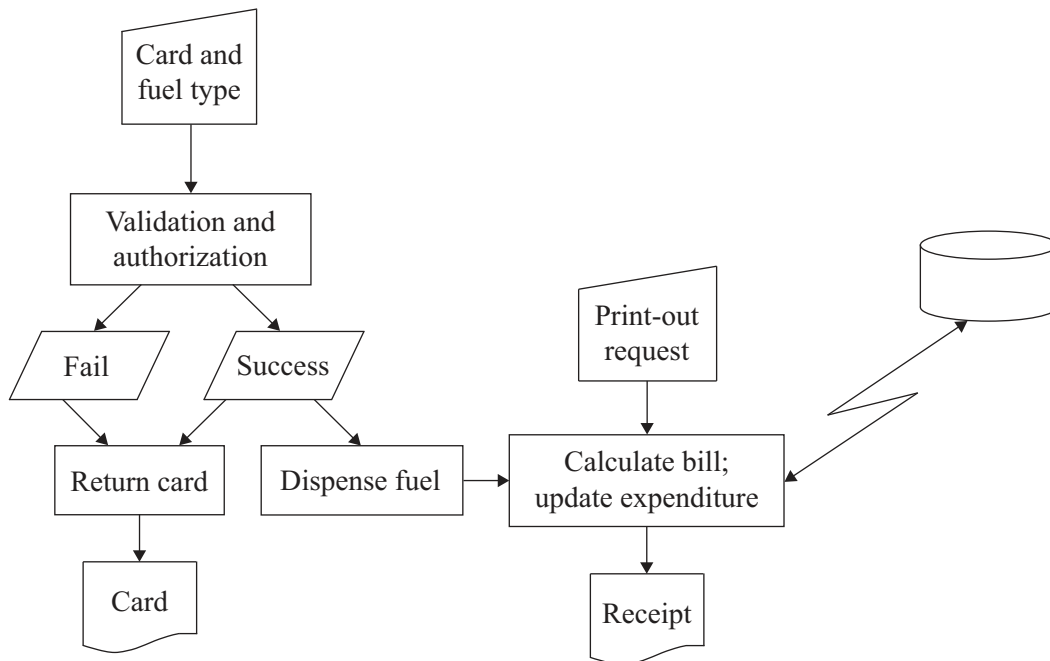 Card and
fuel type
Validation and
authorization
Fail
Success
Print-out
request
Return card
Dispense fuel
Calculate bill;
update expenditure
Card
Receipt